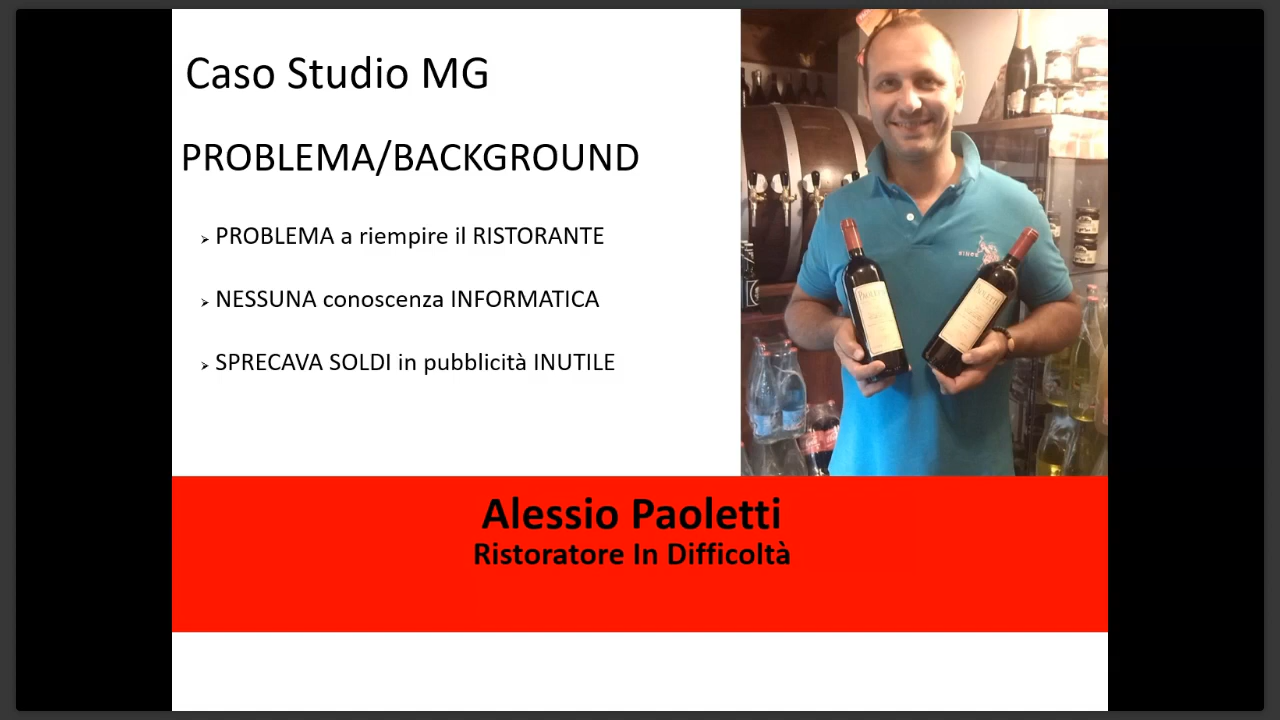 Caso Studio MG
PROBLEMA/BACKGROUND
PROBLEMA a riempire il RISTORANTE
NESSUNA conoscenza INFORMATICA
SPRECAVA SOLDI in pubblicità INUTILE
Alessio Paoletti
Ristoratore In Difficoltà